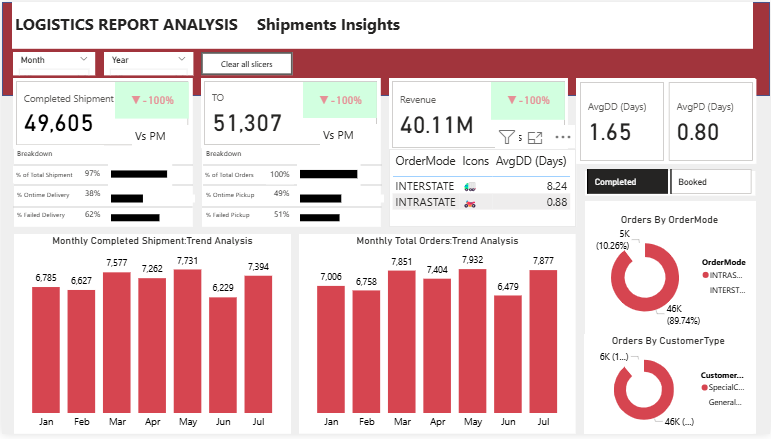 LOGISTICS REPORT ANALYSIS Shipments Insights
Month
Year
Clear all slicers
Completed Shipment
▼-100%
49,605
Vs PM
TO
▼-100%
51,307
Vs PM
Revenue
▼-100%
40.11M
s
AvgDD (Days)
1.65
AvgPD (Days)
0.80
Breakdown
% of Total Shipment 97%
% Ontime Delivery 38%
% Failed Delivery 62%
Breakdown
% of Total Orders 100%
% Ontime Pickup 49%
% Failed Pickup 51%
OrderMode Icons AvgDD (Days)
INTERSTATE 8.24
INTRASTATE 0.88
Completed
Booked
Monthly Completed Shipment:Trend Analysis
6,785 6,627 7,577 7,262 7,731 6,229 7,394
Jan Feb Mar Apr May Jun Jul
Monthly Total Orders:Trend Analysis
7,006 6,758 7,851 7,404 7,932 6,479 7,877
Jan Feb Mar Apr May Jun Jul
Orders By OrderMode
5K
(10.26%)
46K
(89.74%)
OrderMode
INTRAS...
INTERST...
Orders By CustomerType
6K (1...)
46K (...)
Customer...
SpecialC...
General...